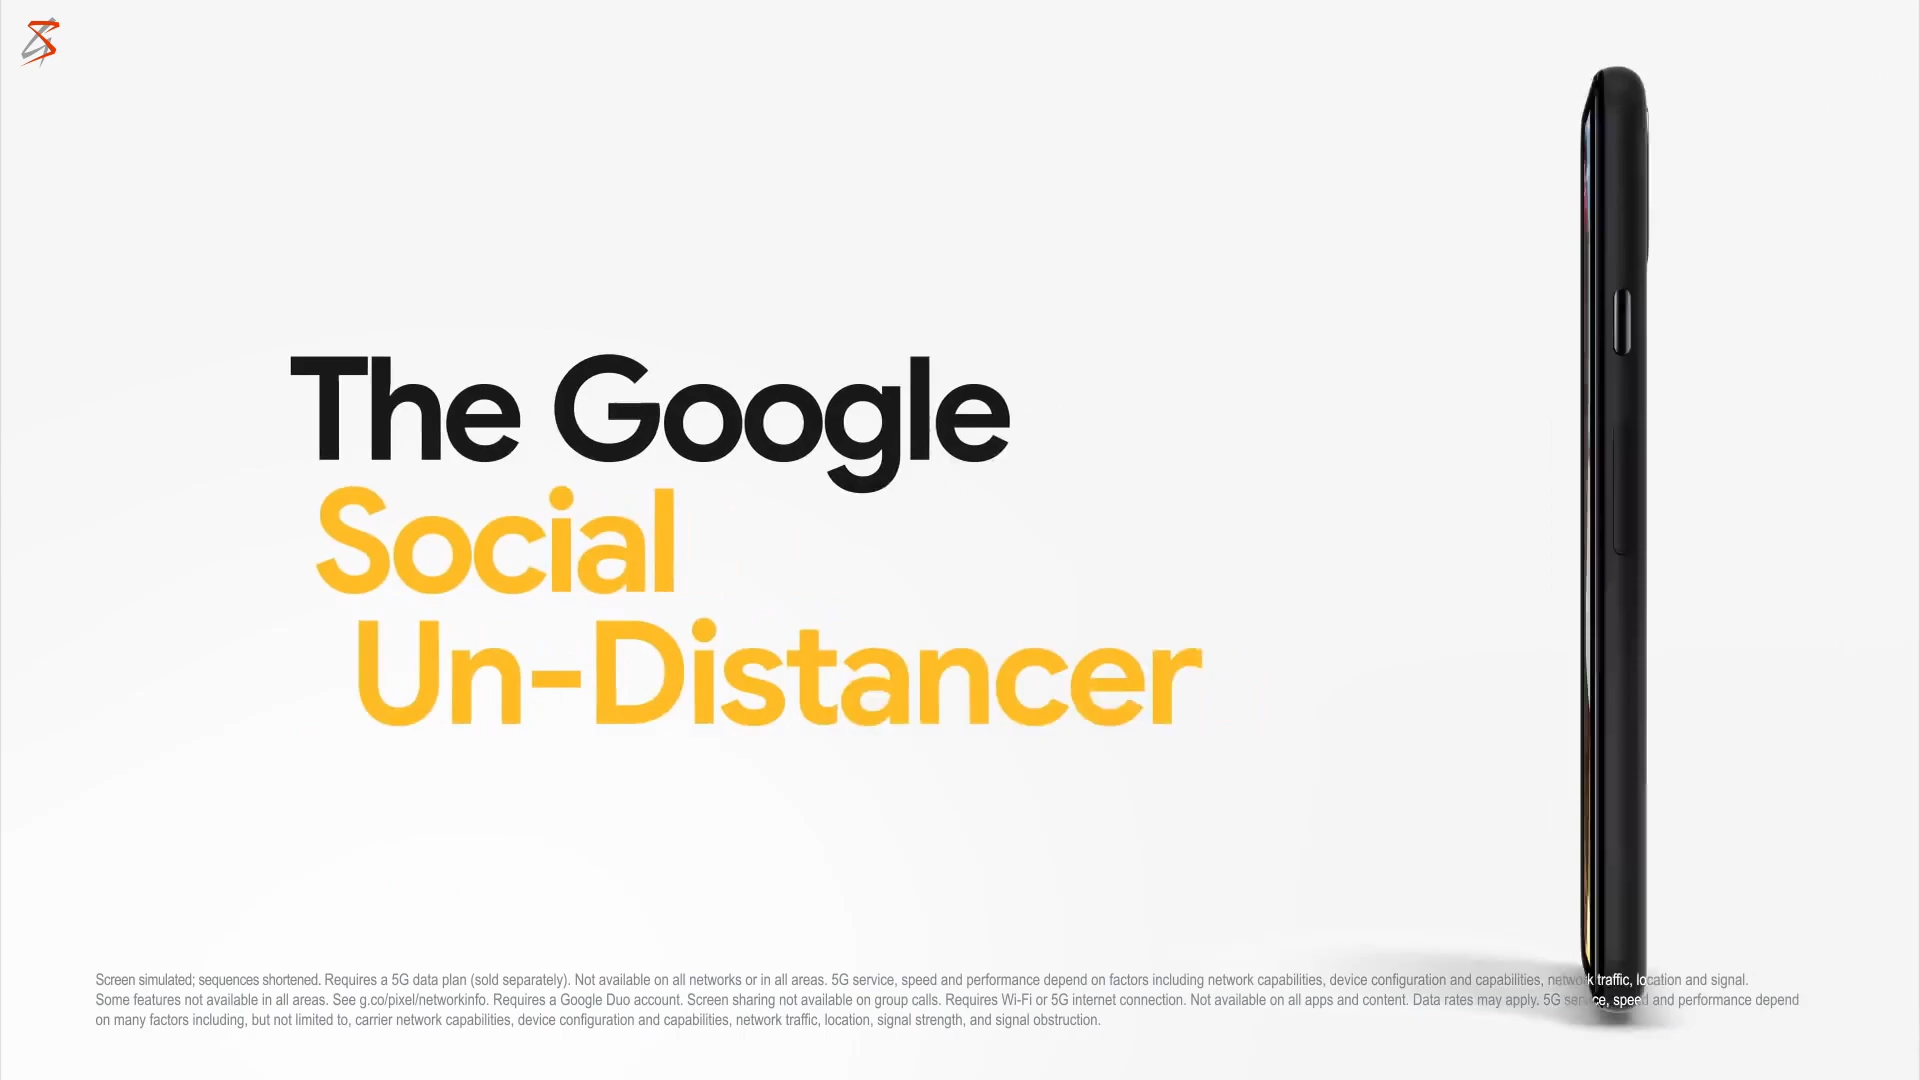 The Google
Social
Un-Distancer
Screen simulated; sequences shortened. Requires a 5G data plan (sold separately). Not available on all networks or in all areas. 5G service, speed and performance depend on factors including network capabilities, device configuration and capabilities, network traffic, location and signal.
Some features not available in all areas. See g.co/pixel/networkinfo. Requires a Google Duo account. Screen sharing not available on group calls. Requires Wi-Fi or 5G internet connection. Not available on all apps and content. Data rates may apply. 5G service, speed and performance depend
on many factors including, but not limited to, carrier network capabilities, device configuration and capabilities, network traffic, location, signal strength, and signal obstruction.